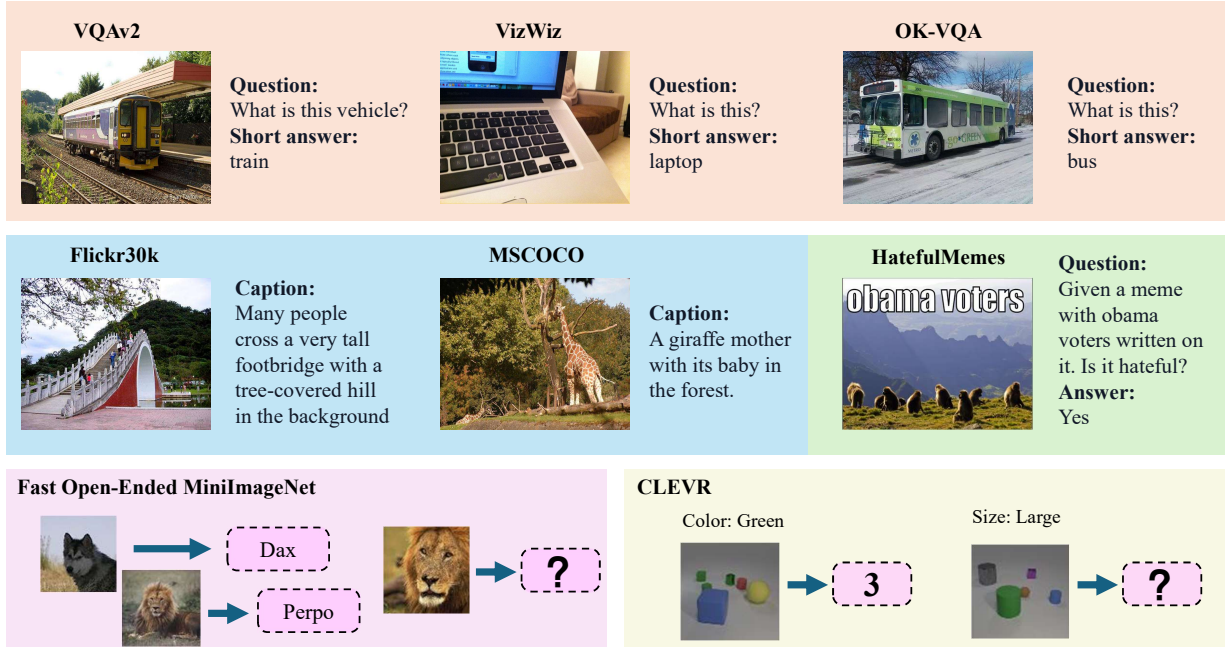 VQAv2
Question:
What is this vehicle?
Short answer:
train
VizWiz
Question:
What is this?
Short answer:
laptop
OK-VQA
Question:
What is this?
Short answer:
bus
Flickr30k
Caption:
Many people
cross a very tall
footbridge with a
tree-covered hill
in the background
MSCOCO
Caption:
A giraffe mother
with its baby in
the forest.
HatefulMemes
obama voters
Question:
Given a meme
with obama
voters written on
it. Is it hateful?
Answer:
Yes
Fast Open-Ended MiniImageNet
Dax
Perpo
?
CLEVR
Color: Green
3
Size: Large
?